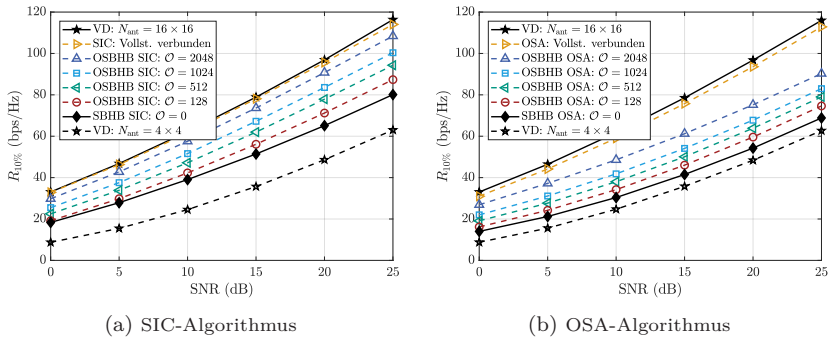 120
100
80
60
40
20
0
R10% (bps/Hz)
VD: Nant = 16 × 16
SIC: Vollst. verbunden
OSBHB SIC: 𝒪 = 2048
OSBHB SIC: 𝒪 = 1024
OSBHB SIC: 𝒪 = 512
OSBHB SIC: 𝒪 = 128
SBHB SIC: 𝒪 = 0
VD: Nant = 4 × 4
0 5 10 15 20 25
SNR (dB)
(a) SIC-Algorithmus
120
100
80
60
40
20
0
R10% (bps/Hz)
VD: Nant = 16 × 16
OSA: Vollst. verbunden
OSBHB OSA: 𝒪 = 2048
OSBHB OSA: 𝒪 = 1024
OSBHB OSA: 𝒪 = 512
OSBHB OSA: 𝒪 = 128
SBHB OSA: 𝒪 = 0
VD: Nant = 4 × 4
0 5 10 15 20 25
SNR (dB)
(b) OSA-Algorithmus